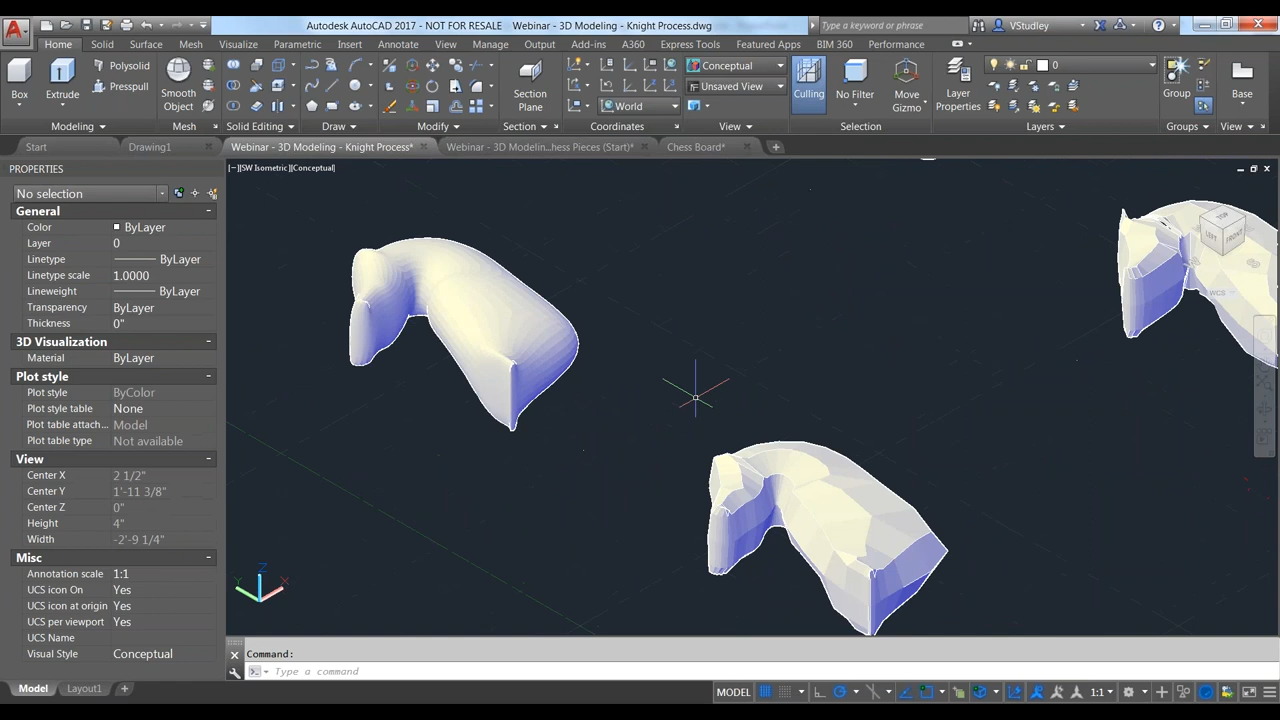 Autodesk AutoCAD 2017 - NOT FOR RESALE Webinar - 3D Modeling - Knight Process.dwg
Type a keyword or phrase
VStudley
Home Solid Surface Mesh Visualize Parametric Insert Annotate View Manage Output Add-ins A360 Express Tools Featured Apps BIM 360 Performance
Polysolid
Presspull
Box
Extrude
Smooth
Object
Section
Plane
Conceptual
Unsaved View
World
Culling
No Filter
Move
Gizmo
Layer
Properties
0
Group
Base
Modeling Mesh Solid Editing Draw Modify Section Coordinates View Selection Layers Groups View
Start Drawing1 Webinar - 3D Modeling - Knight Process* Webinar - 3D Modelin...hess Pieces (Start)* Chess Board*
PROPERTIES
[−][SW Isometric][Conceptual]
No selection
General
Color ByLayer
Layer 0
Linetype ByLayer
Linetype scale 1.0000
Lineweight ByLayer
Transparency ByLayer
Thickness 0"
3D Visualization
Material ByLayer
Plot style
Plot style ByColor
Plot style table None
Plot table attach... Model
Plot table type Not available
View
Center X 2 1/2"
Center Y 1'-11 3/8"
Center Z 0"
Height 4"
Width -2'-9 1/4"
Misc
Annotation scale 1:1
UCS icon On Yes
UCS icon at origin Yes
UCS per viewport Yes
UCS Name
Visual Style Conceptual
TOP
LEFT
FRONT
WCS
Z
Y
X
Command:
Type a command
Model Layout1
MODEL
1:1